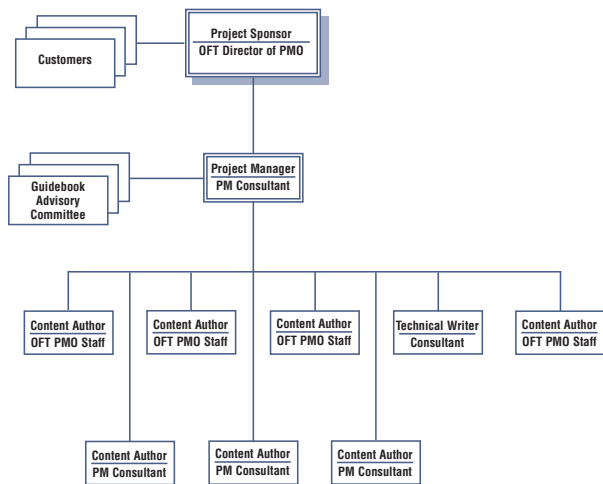 Project Sponsor
OFT Director of PMO
Customers
Project Manager
PM Consultant
Guidebook
Advisory
Committee
Content Author
OFT PMO Staff
Content Author
OFT PMO Staff
Content Author
OFT PMO Staff
Technical Writer
Consultant
Content Author
OFT PMO Staff
Content Author
PM Consultant
Content Author
PM Consultant
Content Author
PM Consultant